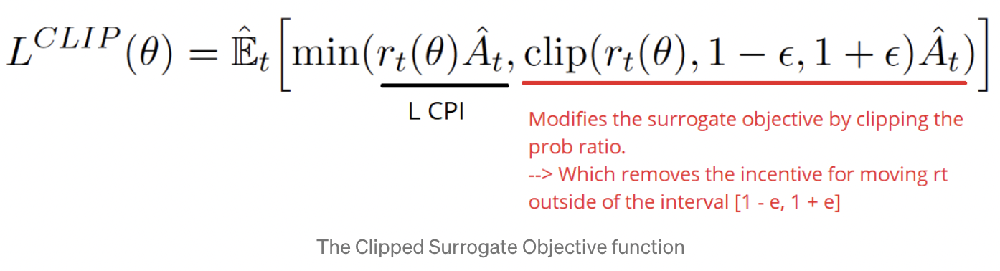 L^{CLIP}(θ) = Ê_t[min(r_t(θ)Â_t, clip(r_t(θ), 1 − ϵ, 1 + ϵ)Â_t)]
L CPI
Modifies the surrogate objective by clipping the
prob ratio.
--> Which removes the incentive for moving rt
outside of the interval [1 - e, 1 + e]
The Clipped Surrogate Objective function